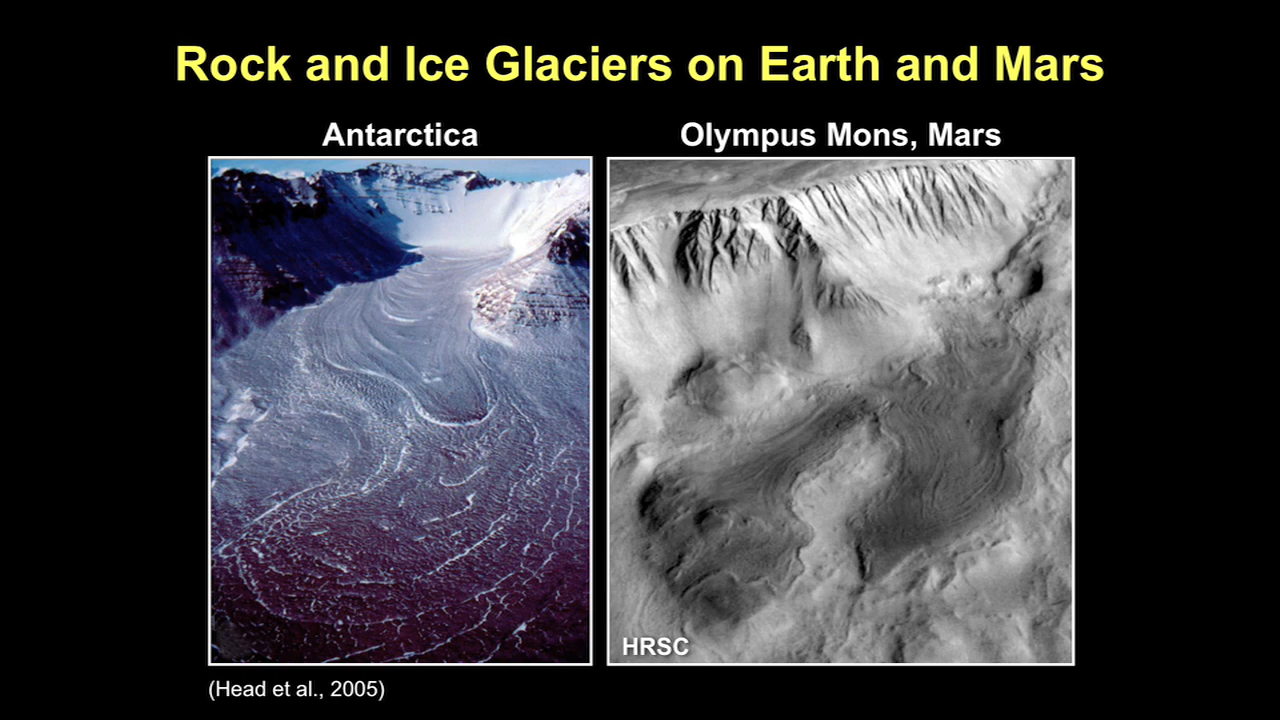 Rock and Ice Glaciers on Earth and Mars
Antarctica
Olympus Mons, Mars
HRSC
(Head et al., 2005)